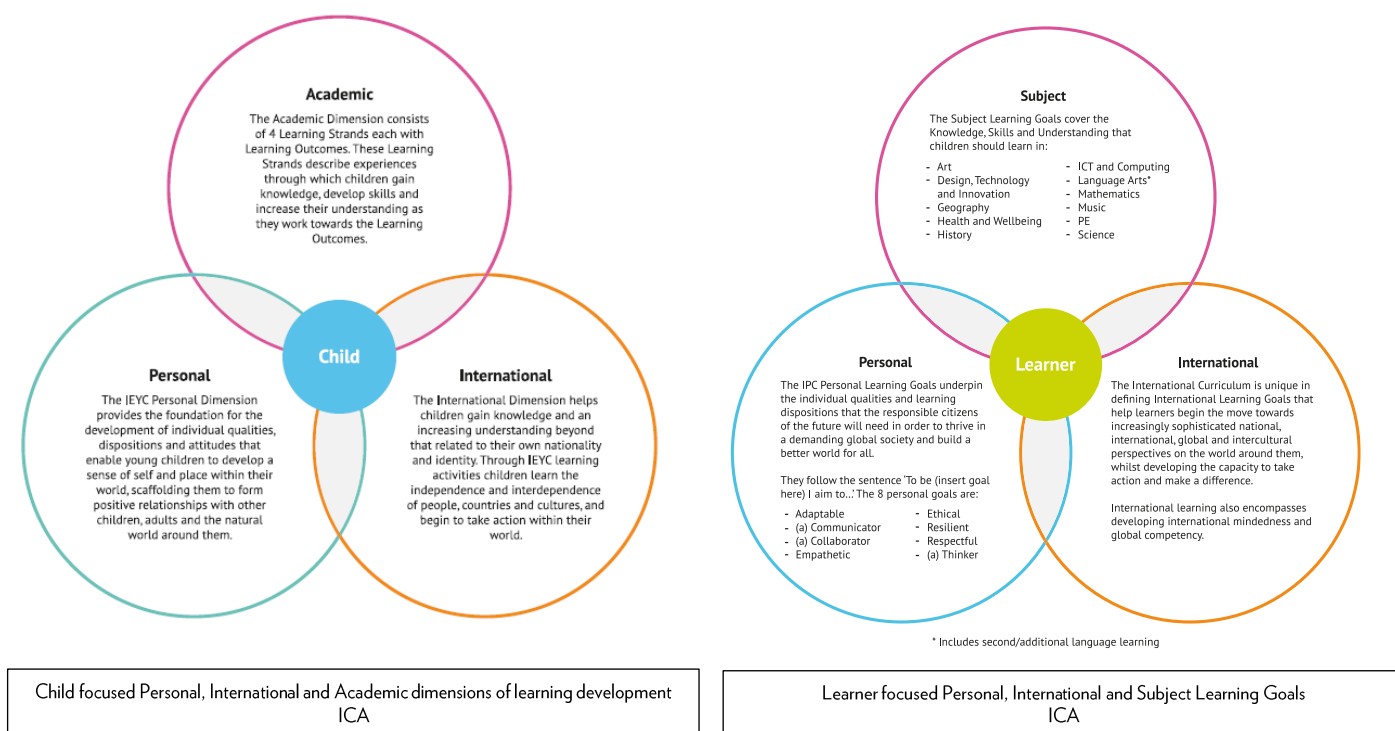 Academic
The Academic Dimension consists
of 4 Learning Strands each with
Learning Outcomes. These Learning
Strands describe experiences
through which children gain
knowledge, develop skills and
increase their understanding as
they work towards the Learning
Outcomes.
Child
Personal
The IEYC Personal Dimension
provides the foundation for the
development of individual qualities,
dispositions and attitudes that
enable young children to develop a
sense of self and place within their
world, scaffolding them to form
positive relationships with other
children, adults and the natural
world around them.
International
The International Dimension helps
children gain knowledge and an
increasing understanding beyond
that related to their own nationality
and identity. Through IEYC learning
activities children learn the
independence and interdependence
of people, countries and cultures, and
begin to take action within their
world.
Child focused Personal, International and Academic dimensions of learning development
ICA
Subject
The Subject Learning Goals cover the
Knowledge, Skills and Understanding that
children should learn in:
- Art
- Design, Technology
and Innovation
- Geography
- Health and Wellbeing
- History
- ICT and Computing
- Language Arts*
- Mathematics
- Music
- PE
- Science
Learner
Personal
The IPC Personal Learning Goals underpin
the individual qualities and learning
dispositions that the responsible citizens
of the future will need in order to thrive in
a demanding global society and build a
better world for all.
They follow the sentence 'To be (insert goal
here) I aim to...' The 8 personal goals are:
- Adaptable
- (a) Communicator
- (a) Collaborator
- Empathetic
- Ethical
- Resilient
- Respectful
- (a) Thinker
International
The International Curriculum is unique in
defining International Learning Goals that
help learners begin the move towards
increasingly sophisticated national,
international, global and intercultural
perspectives on the world around them,
whilst developing the capacity to take
action and make a difference.
International learning also encompasses
developing international mindedness and
global competency.
* Includes second/additional language learning
Learner focused Personal, International and Subject Learning Goals
ICA